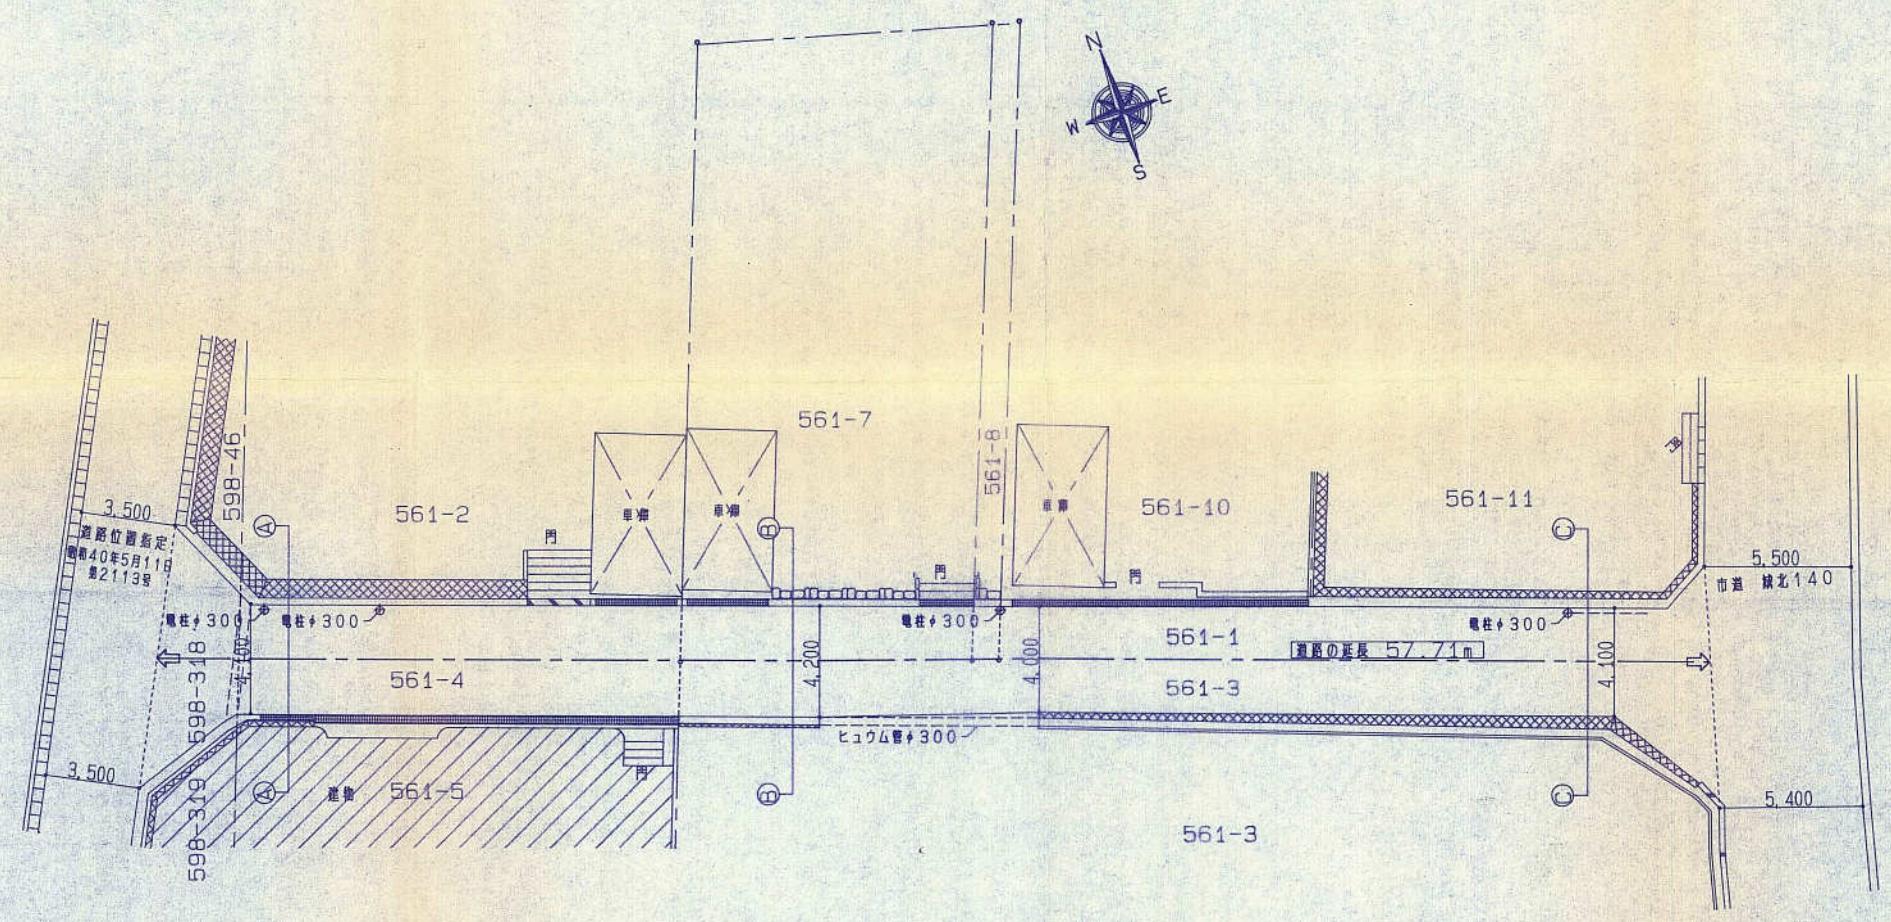 N
E
W
S
561-7
598-46
561-8
3,500
道路位置指定
昭和40年5月11日
第2113号
A
561-2
門
車庫
車庫
B
車庫
561-10
561-11
門
C
5,500
市道 城北140
門
門
電柱φ300
電柱φ300
電柱φ300
電柱φ300
561-1
598-318
4,100
4,200
4,000
道路の延長 57.71m
4,100
561-4
561-3
ヒュウム管φ300
3,500
門
598-319
A
建物
561-5
B
C
5,400
561-3